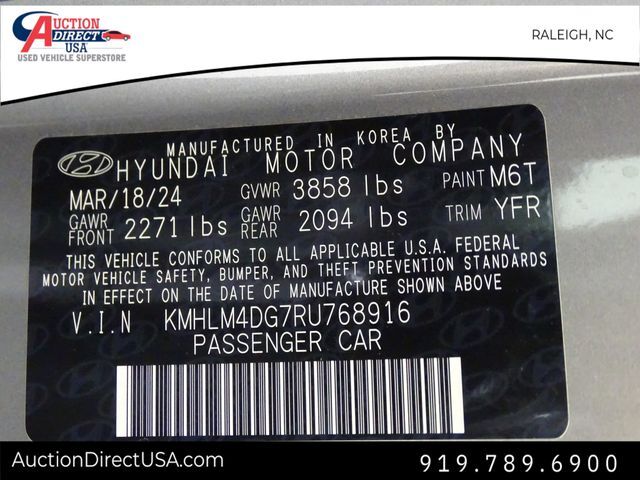 AUCTION
DIRECT
USA
USED VEHICLE SUPERSTORE
RALEIGH, NC
MANUFACTURED IN KOREA BY
HYUNDAI MOTOR COMPANY
MAR/18/24 GVWR 3858 lbs PAINT M6T
GAWR FRONT 2271 lbs GAWR REAR 2094 lbs TRIM YFR
THIS VEHICLE CONFORMS TO ALL APPLICABLE U.S.A. FEDERAL
MOTOR VEHICLE SAFETY, BUMPER, AND THEFT PREVENTION STANDARDS
IN EFFECT ON THE DATE OF MANUFACTURE SHOWN ABOVE
V.I.N KMHLM4DG7RU768916
PASSENGER CAR
AuctionDirectUSA.com 919.789.6900